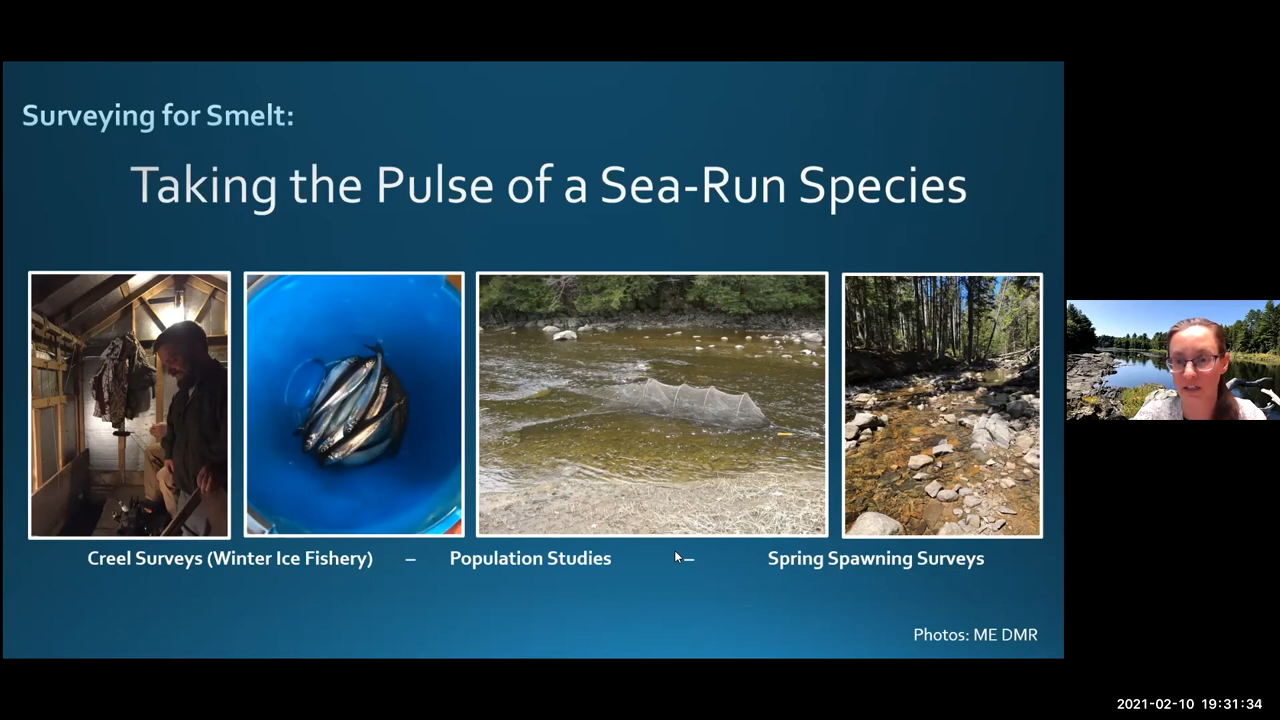 Surveying for Smelt:
Taking the Pulse of a Sea-Run Species
Creel Surveys (Winter Ice Fishery) – Population Studies – Spring Spawning Surveys
Photos: ME DMR
2021-02-10 19:31:34